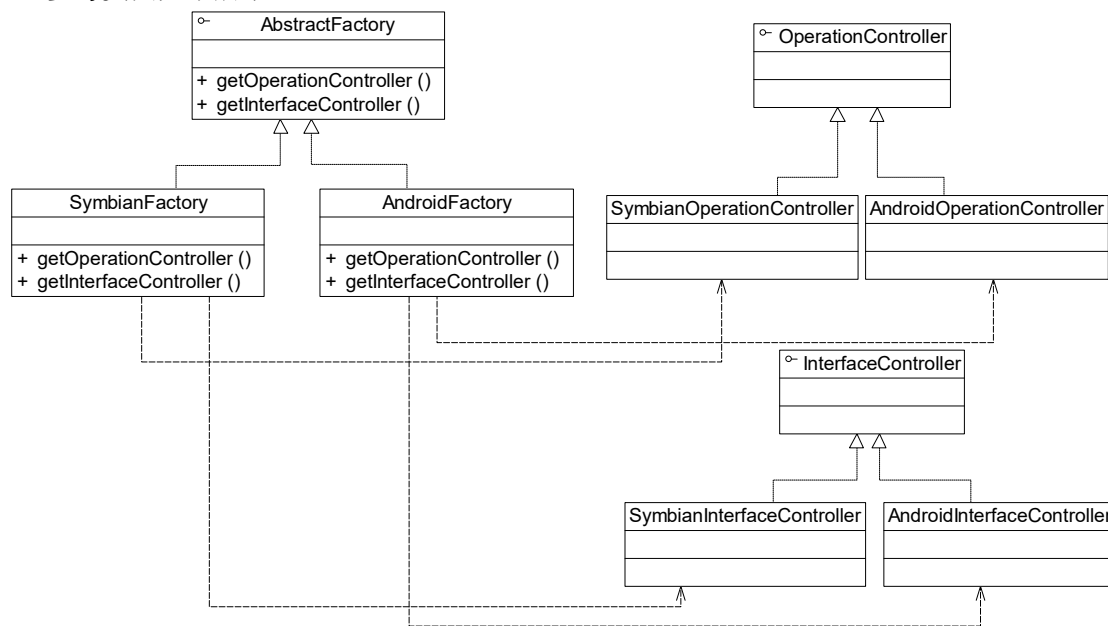 AbstractFactory
+ getOperationController ()
+ getInterfaceController ()
OperationController
SymbianFactory
+ getOperationController ()
+ getInterfaceController ()
AndroidFactory
+ getOperationController ()
+ getInterfaceController ()
SymbianOperationController
AndroidOperationController
InterfaceController
SymbianInterfaceController
AndroidInterfaceController